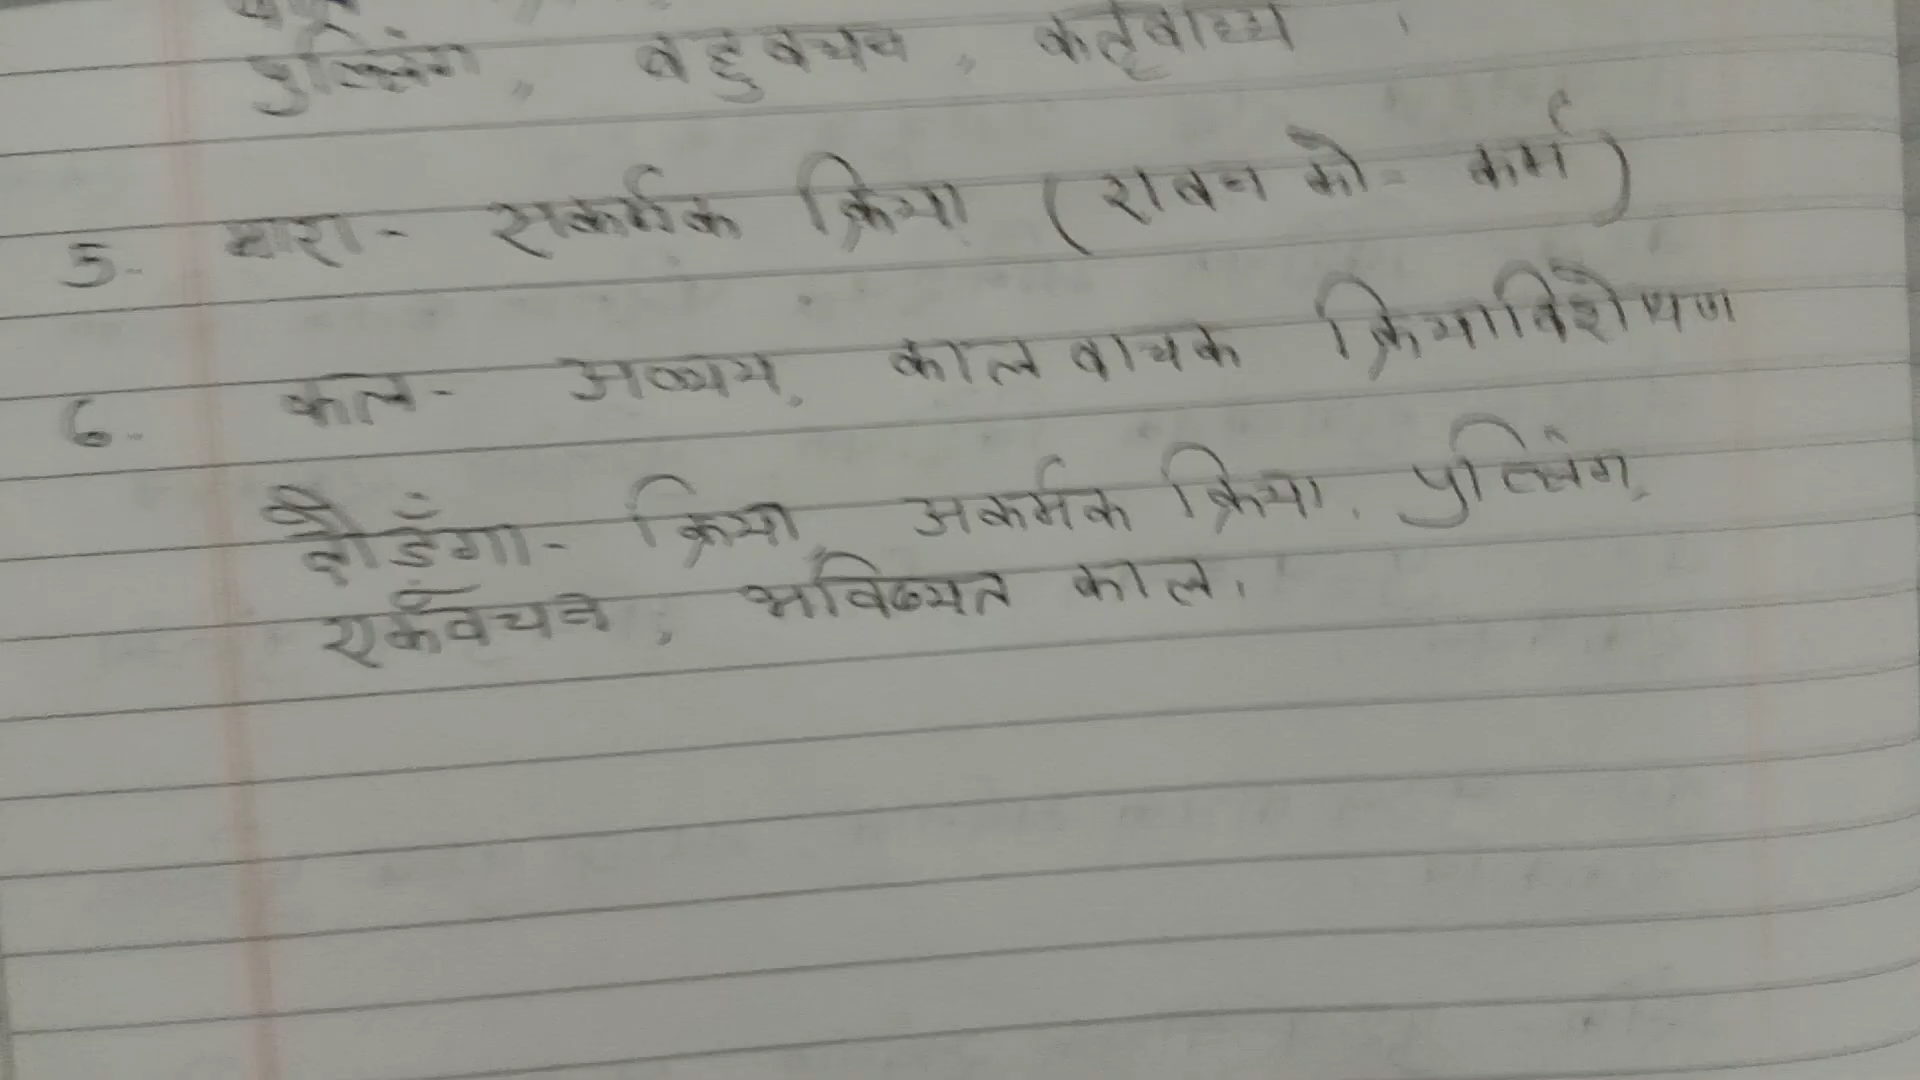 पुल्लिंग, बहुवचन, कर्तृवाच्य ।
5. मारा - सकर्मक क्रिया (रावन को - कर्म)
6. कल - अव्यय, कालवाचक क्रियाविशेषण
दौडँगा - क्रिया, अकर्मक क्रिया, पुल्लिंग,
एकवचन, भविष्यत काल ।